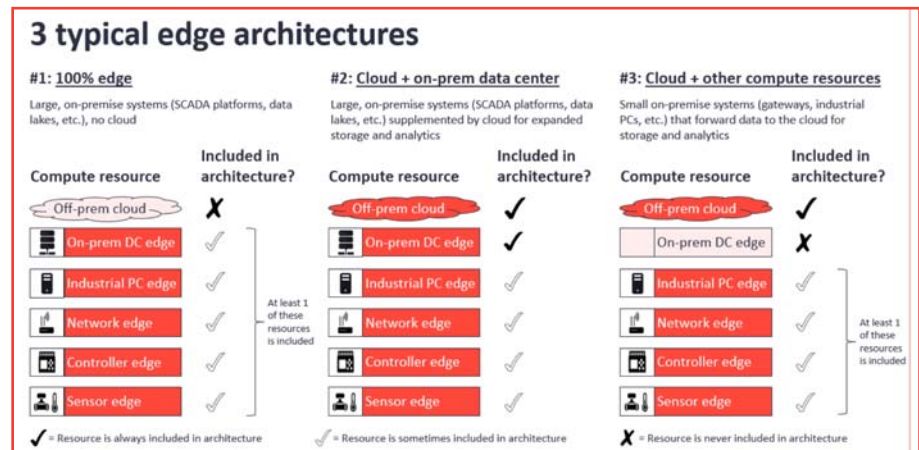 3 typical edge architectures
#1: 100% edge
Large, on-premise systems (SCADA platforms, data
lakes, etc.), no cloud
Compute resource
Included in
architecture?
Off-prem cloud
On-prem DC edge
Industrial PC edge
Network edge
Controller edge
Sensor edge
At least 1
of these
resources
is included
#2: Cloud + on-prem data center
Large, on-premise systems (SCADA platforms, data
lakes, etc.) supplemented by cloud for expanded
storage and analytics
Compute resource
Included in
architecture?
Off-prem cloud
On-prem DC edge
Industrial PC edge
Network edge
Controller edge
Sensor edge
#3: Cloud + other compute resources
Small on-premise systems (gateways, industrial
PCs, etc.) that forward data to the cloud for
storage and analytics
Compute resource
Included in
architecture?
Off-prem cloud
On-prem DC edge
Industrial PC edge
Network edge
Controller edge
Sensor edge
At least 1
of these
resources
is included
✓ = Resource is always included in architecture
✓ = Resource is sometimes included in architecture
✗ = Resource is never included in architecture